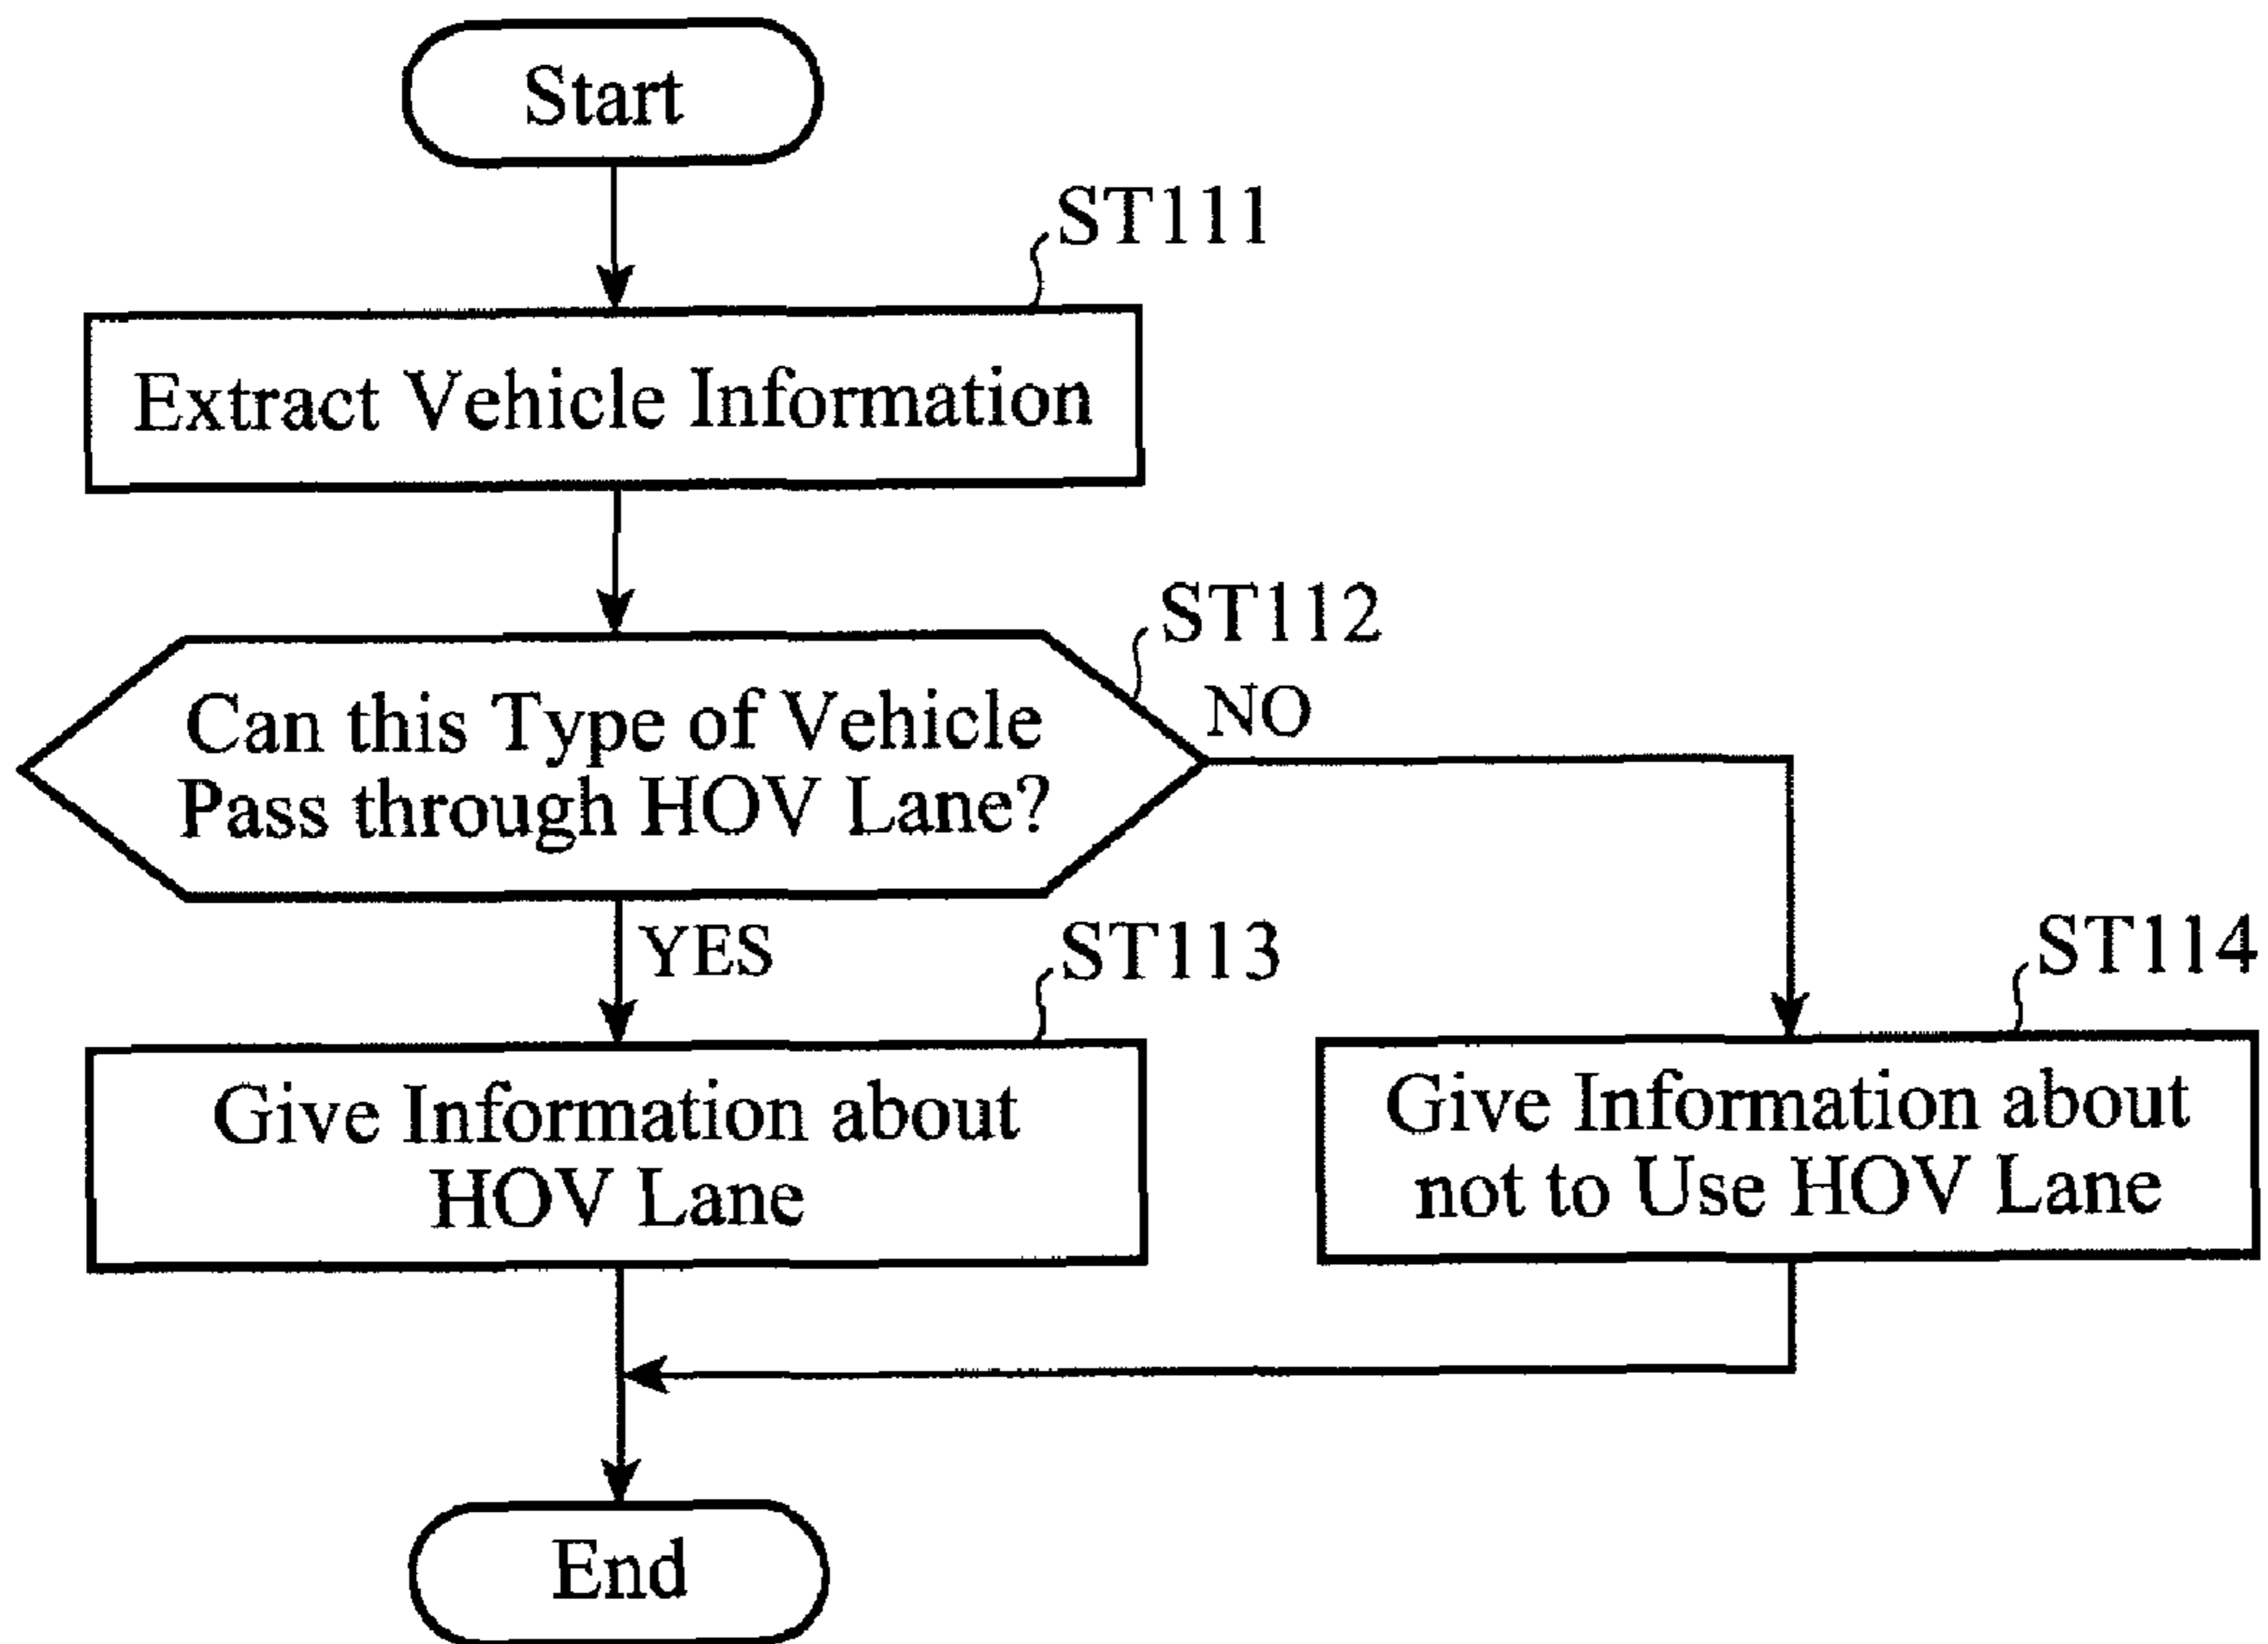 Start
ST111
Extract Vehicle Information
ST112
Can this Type of Vehicle
Pass through HOV Lane?
NO
YES
ST113
Give Information about
HOV Lane
ST114
Give Information about
not to Use HOV Lane
End